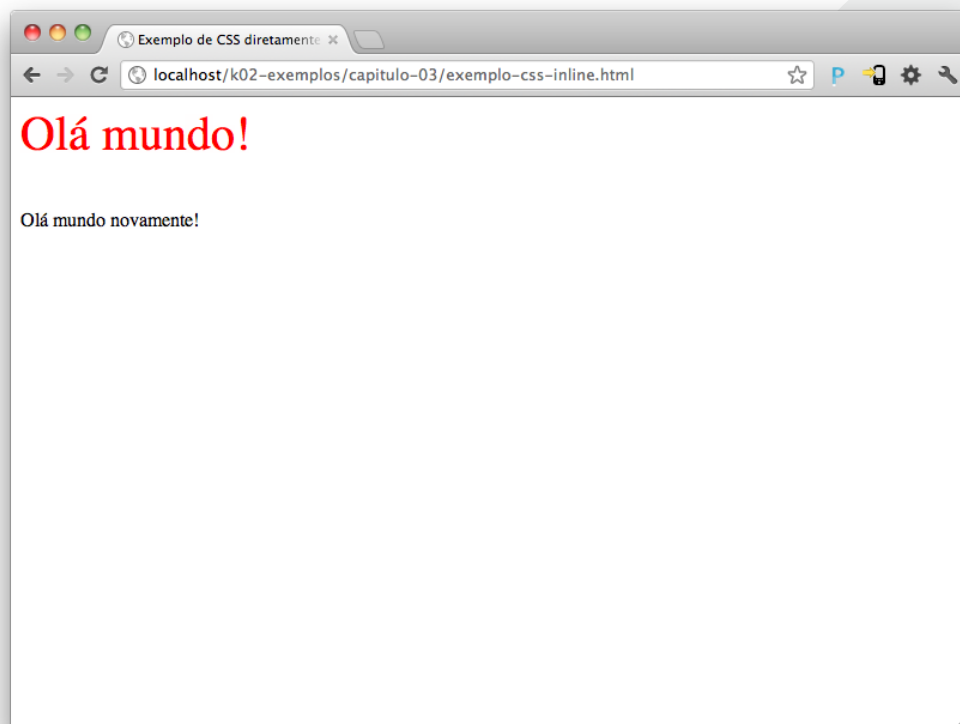 Exemplo de CSS diretamente
localhost/k02-exemplos/capitulo-03/exemplo-css-inline.html
P
Olá mundo!
Olá mundo novamente!